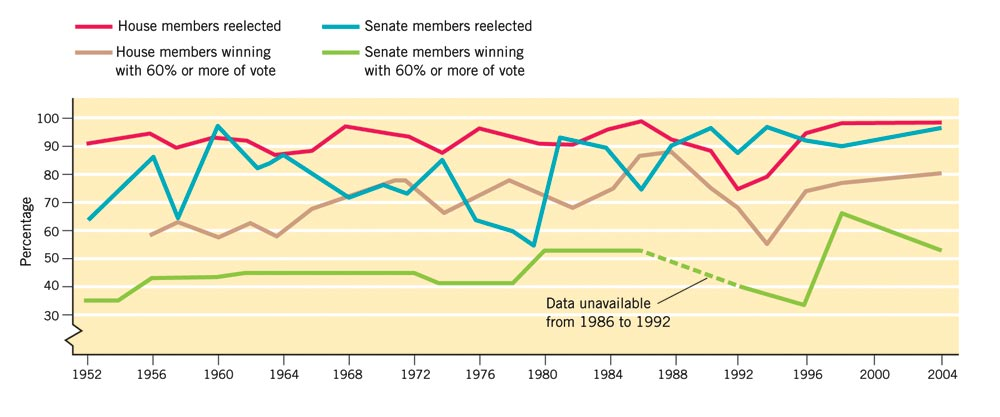 House members reelected
Senate members reelected
House members winning
with 60% or more of vote
Senate members winning
with 60% or more of vote
Percentage
100
90
80
70
60
50
40
30
Data unavailable
from 1986 to 1992
1952 1956 1960 1964 1968 1972 1976 1980 1984 1988 1992 1996 2000 2004